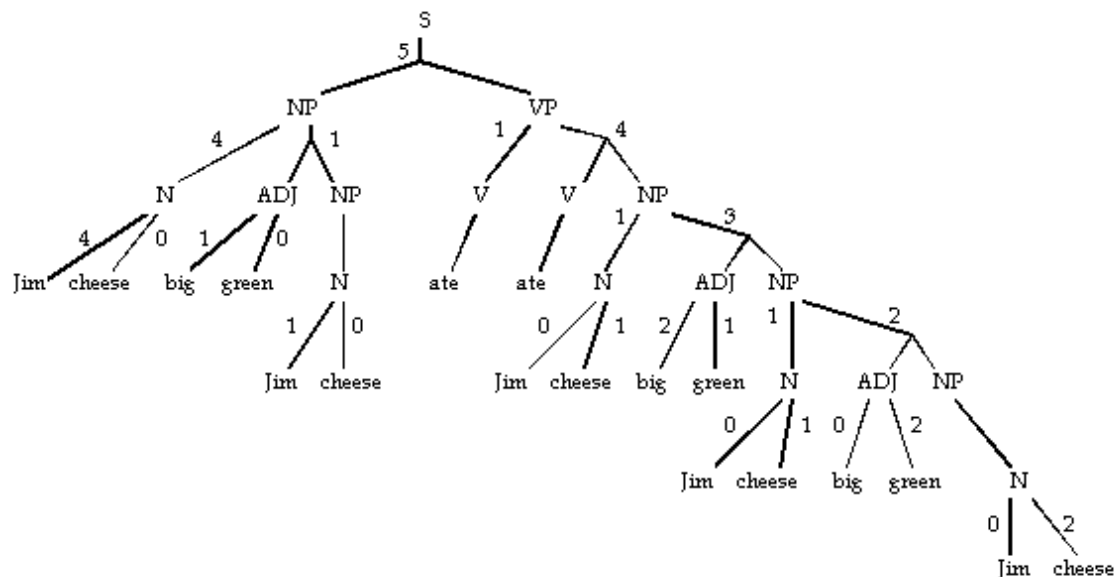 S
5
NP VP
4 1 1 4
N ADJ NP V V NP
4 0 1 0 1 3
Jim cheese big green N ate ate N ADJ NP
1 0 0 1 2 1 1 2
Jim cheese Jim cheese big green N ADJ NP
0 1 0 2
Jim cheese big green N
0 2
Jim cheese